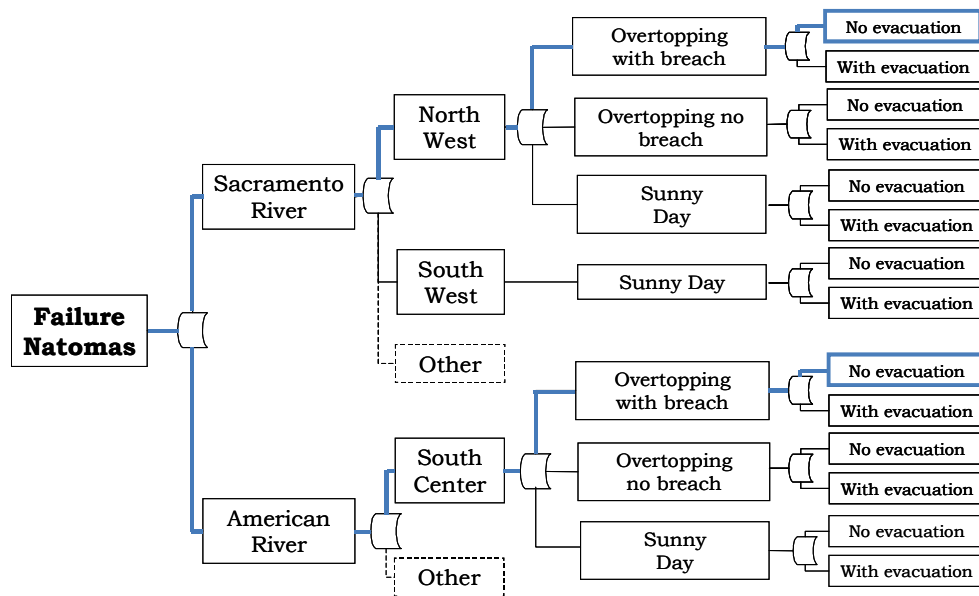 Failure
Natomas
Sacramento
River
American
River
North
West
South
West
Other
South
Center
Other
Overtopping
with breach
Overtopping no
breach
Sunny
Day
Sunny Day
Overtopping
with breach
Overtopping
no breach
Sunny
Day
No evacuation
With evacuation
No evacuation
With evacuation
No evacuation
With evacuation
No evacuation
With evacuation
No evacuation
With evacuation
No evacuation
With evacuation
No evacuation
With evacuation